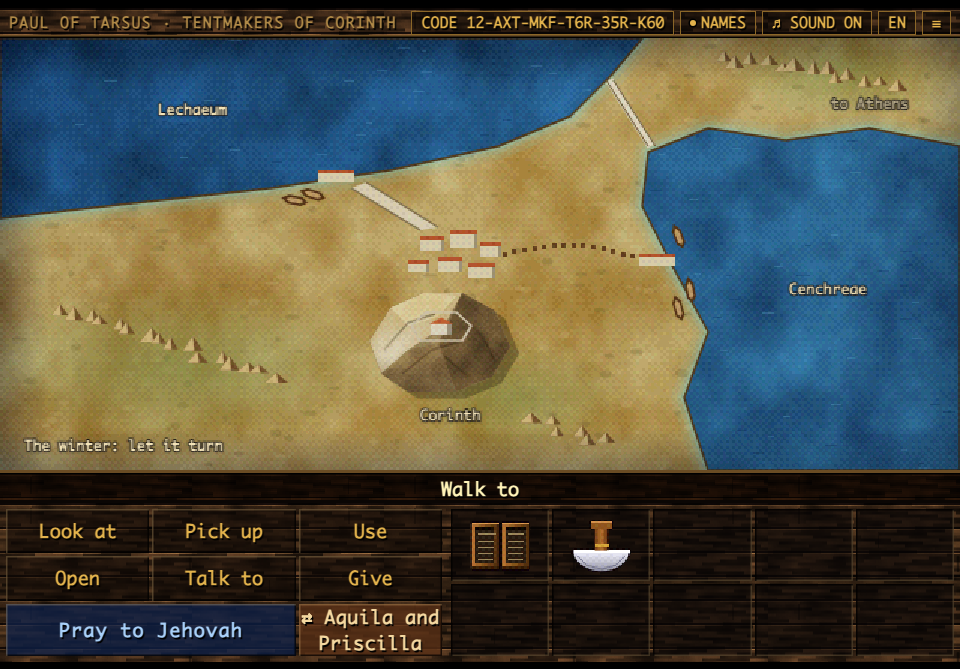 PAUL OF TARSUS · TENTMAKERS OF CORINTH
CODE 12-AXT-MKF-T6R-35R-K60
• NAMES
♬ SOUND ON
EN
≡
to Athens
Lechaeum
Cenchreae
Corinth
The winter: let it turn
Walk to
Look at
Pick up
Use
Open
Talk to
Give
Pray to Jehovah
⇄ Aquila and
Priscilla